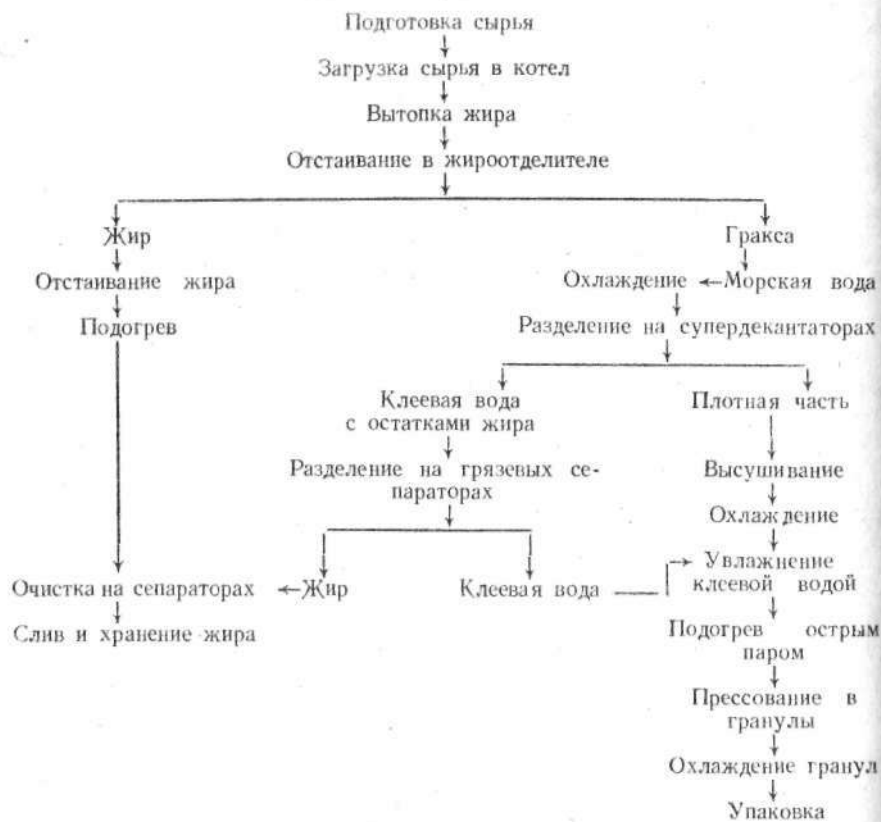 Подготовка сырья
Загрузка сырья в котел
Вытопка жира
Отстаивание в жироотделителе
Жир
Гракса
Отстаивание жира
Охлаждение
Морская вода
Подогрев
Разделение на супердекантаторах
Клеевая вода
с остатками жира
Плотная часть
Разделение на грязевых се-
параторах
Высушивание
Охлаждение
Очистка на сепараторах
Жир
Клеевая вода
Увлажнение
клеевой водой
Слив и хранение жира
Подогрев острым
паром
Прессование в
гранулы
Охлаждение гранул
Упаковка